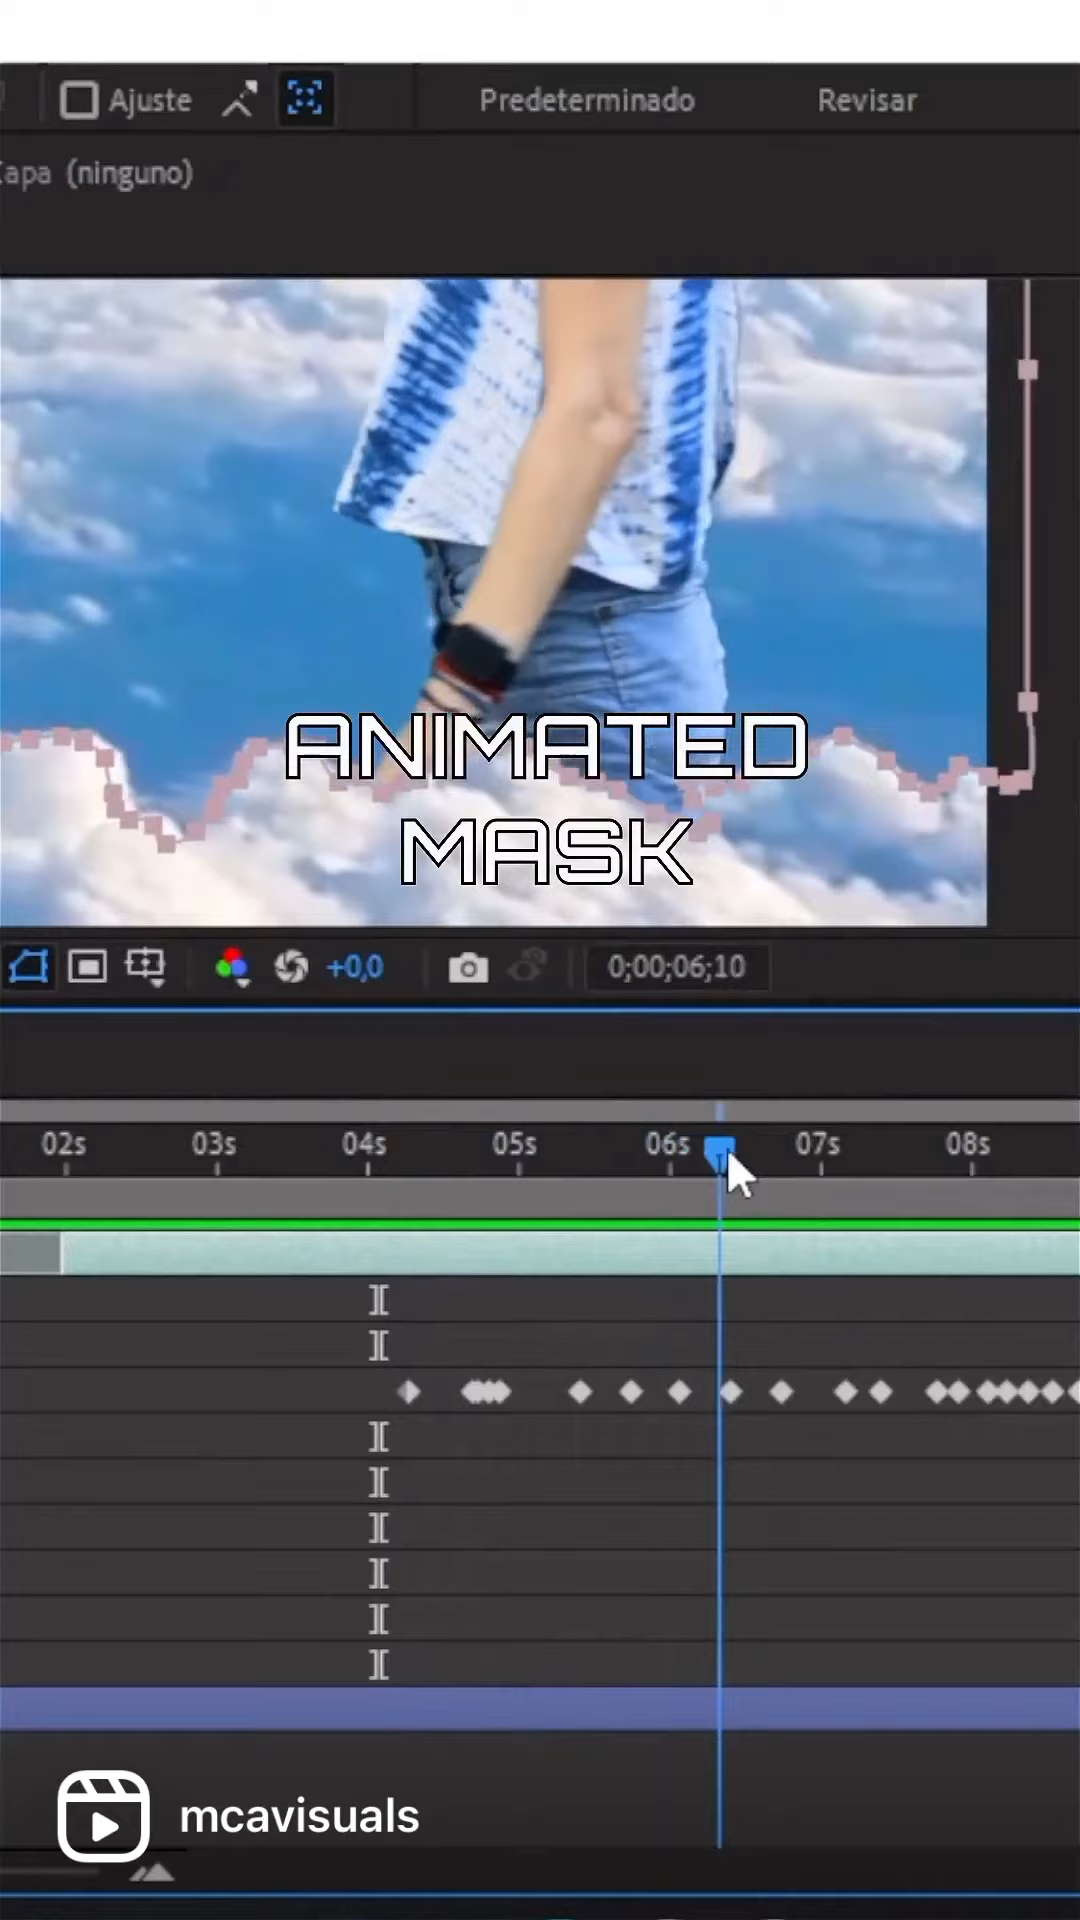 Ajuste
Predeterminado
Revisar
Capa (ninguno)
ANIMATED
MASK
+0,0
0;00;06;10
02s
03s
04s
05s
06s
07s
08s
mcavisuals